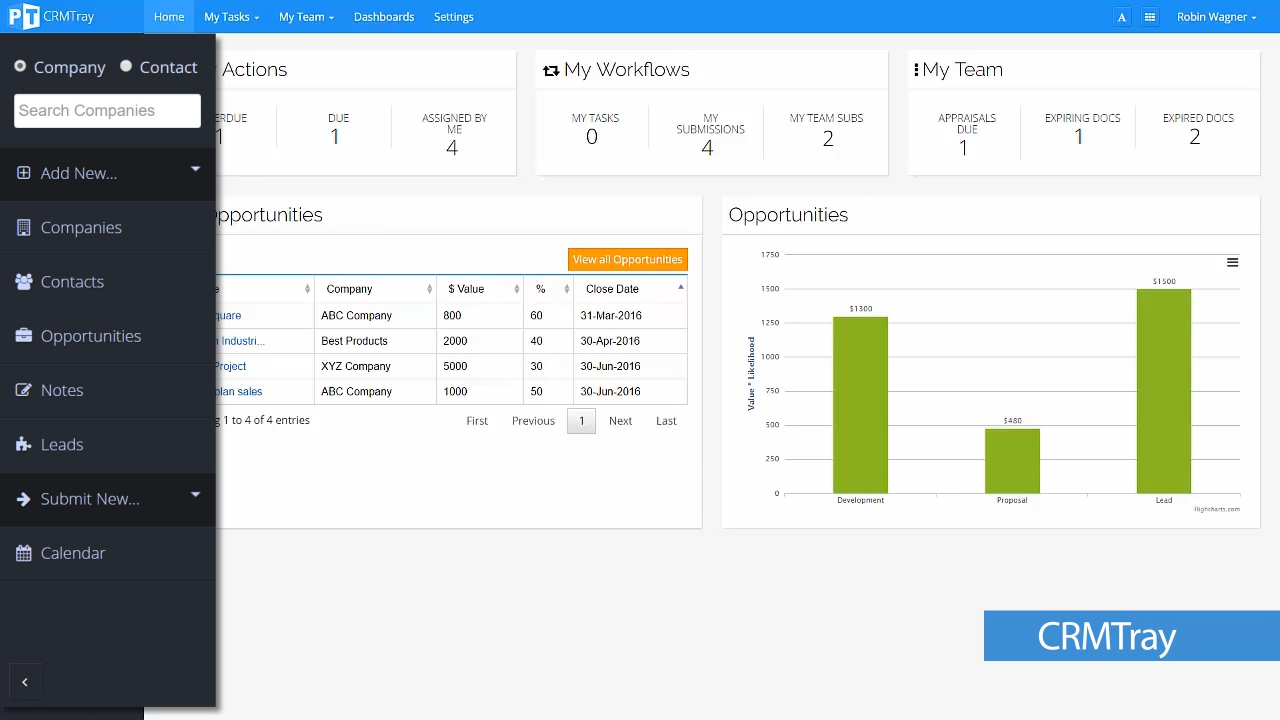 PT CRMTray Home My Tasks My Team Dashboards Settings A Robin Wagner
Company Contact
Search Companies
Add New...
Companies
Contacts
Opportunities
Notes
Leads
Submit New...
Calendar
Actions
DUE
1
ASSIGNED BY
ME
4
My Workflows
MY TASKS
0
MY
SUBMISSIONS
4
MY TEAM SUBS
2
My Team
APPRAISALS
DUE
1
EXPIRING DOCS
1
EXPIRED DOCS
2
pportunities
View all Opportunities
Company $ Value % Close Date
quare ABC Company 800 60 31-Mar-2016
Industri... Best Products 2000 40 30-Apr-2016
Project XYZ Company 5000 30 30-Jun-2016
plan sales ABC Company 1000 50 30-Jun-2016
1 to 4 of 4 entries First Previous 1 Next Last
Opportunities
1750
1500
1250
1000
750
500
250
0
Value * Likelihood
$1300
$480
$1500
Development Proposal Lead
Highcharts.com
CRMTray